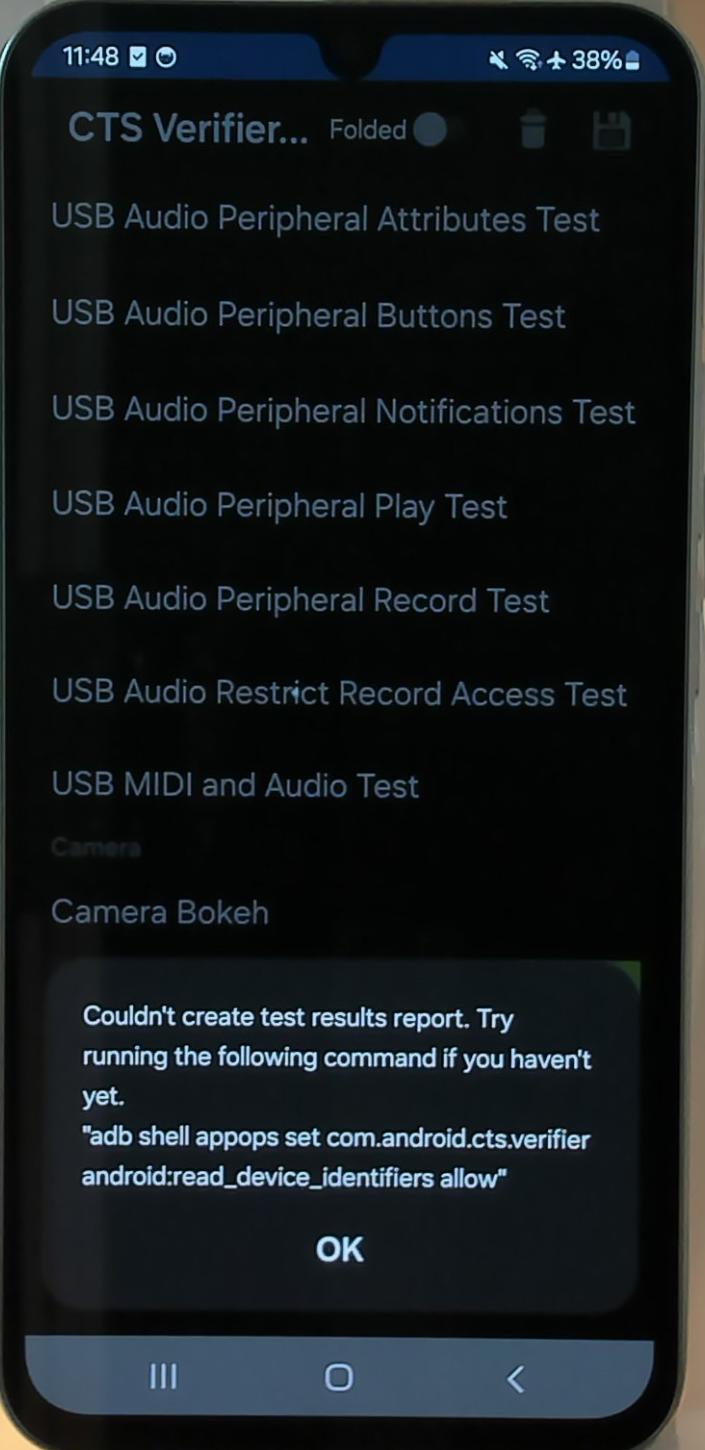 11:48 38%
CTS Verifier... Folded
USB Audio Peripheral Attributes Test
USB Audio Peripheral Buttons Test
USB Audio Peripheral Notifications Test
USB Audio Peripheral Play Test
USB Audio Peripheral Record Test
USB Audio Restrict Record Access Test
USB MIDI and Audio Test
Camera
Camera Bokeh
Couldn't create test results report. Try
running the following command if you haven't
yet.
"adb shell appops set com.android.cts.verifier
android:read_device_identifiers allow"
OK